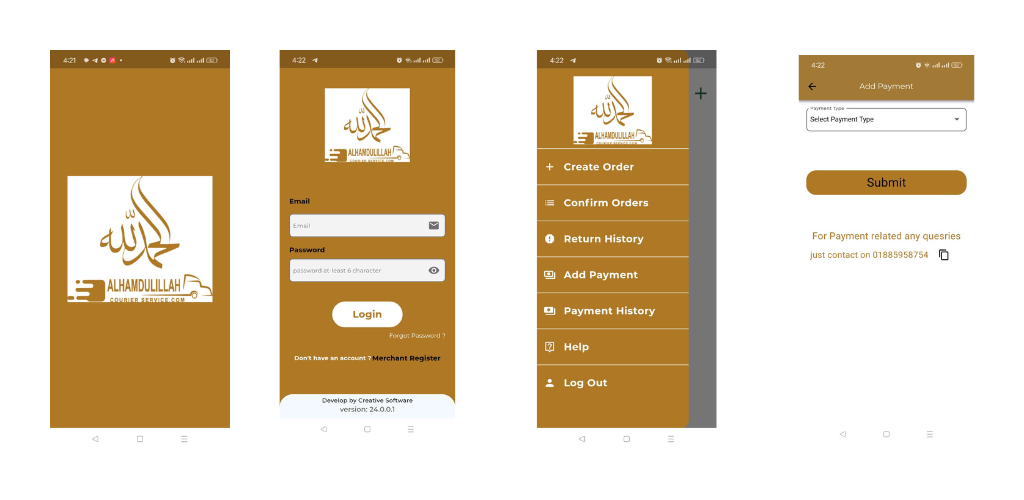 4:21
الحمد لله
ALHAMDULILLAH
COURIER SERVICE.COM
4:22
الحمد لله
ALHAMDULILLAH
COURIER SERVICE.COM
Email
Email
Password
password at-least 6 character
Login
Forgot Password ?
Don't have an account ? Merchant Register
Develop by Creative Software
version: 24.0.0.1
4:22
الحمد لله
ALHAMDULILLAH
COURIER SERVICE.COM
Create Order
Confirm Orders
Return History
Add Payment
Payment History
Help
Log Out
4:22
Add Payment
Payment Type
Select Payment Type
Submit
For Payment related any quesries
just contact on 01885958754